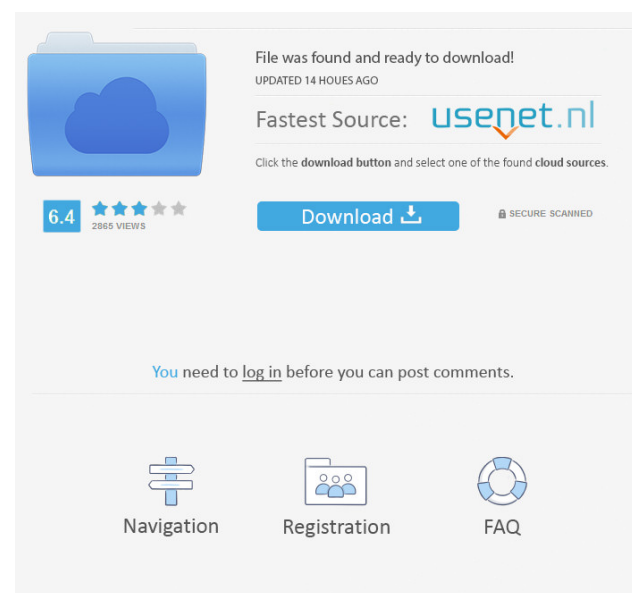 File was found and ready to download!
UPDATED 14 HOUES AGO
Fastest Source: usenet.nl
Click the download button and select one of the found cloud sources.
6.4
2865 VIEWS
Download
SECURE SCANNED
You need to log in before you can post comments.
Navigation
Registration
FAQ